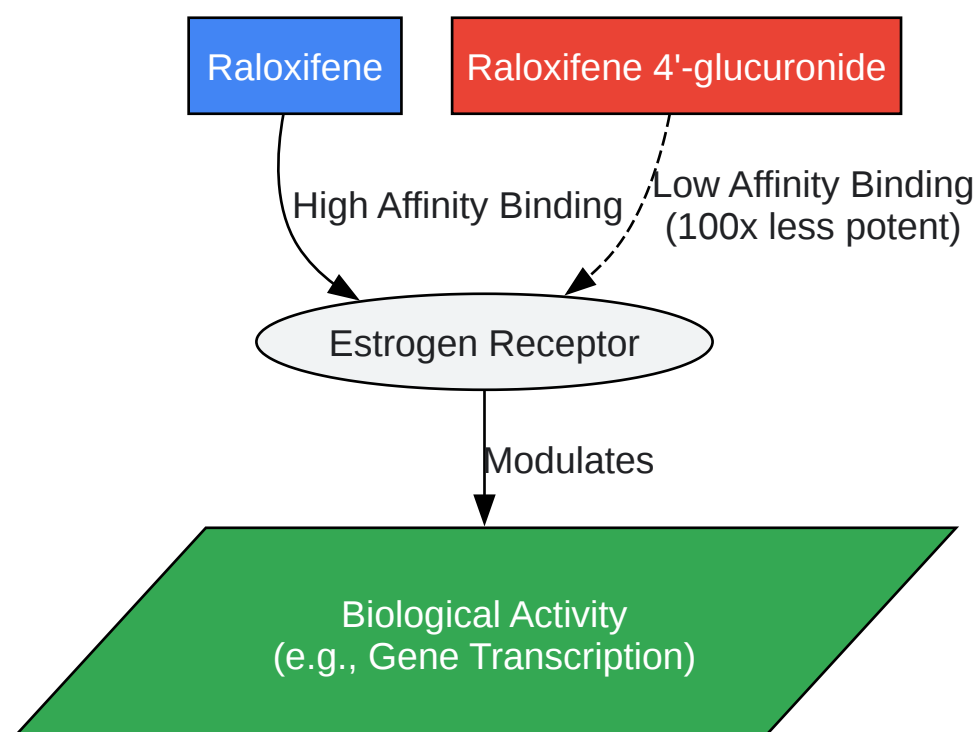 Raloxifene
Raloxifene 4'-glucuronide
High Affinity Binding
Low Affinity Binding
(100x less potent)
Estrogen Receptor
Modulates
Biological Activity
(e.g., Gene Transcription)